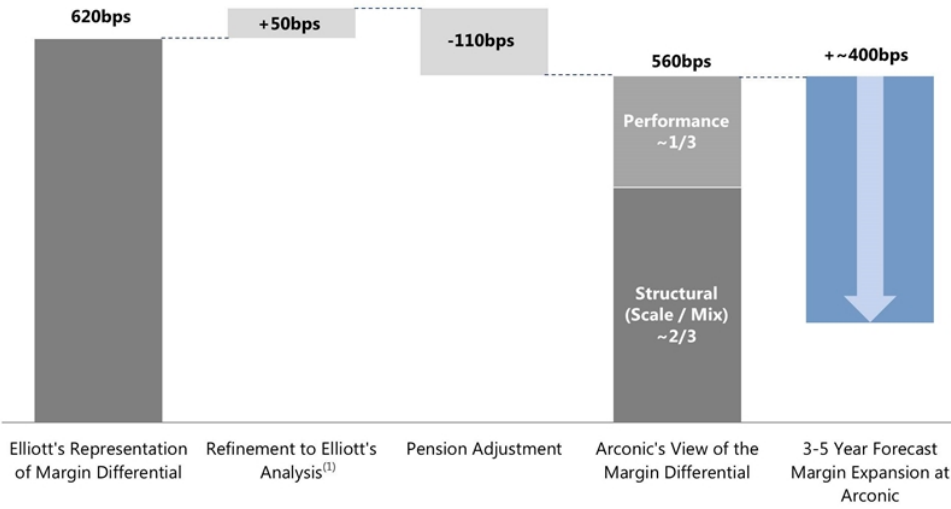 620bps
+50bps
-110bps
560bps
+~400bps
Performance
~1/3
Structural
(Scale / Mix)
~2/3
Elliott's Representation
of Margin Differential
Refinement to Elliott's
Analysis(1)
Pension Adjustment
Arconic's View of the
Margin Differential
3-5 Year Forecast
Margin Expansion at
Arconic